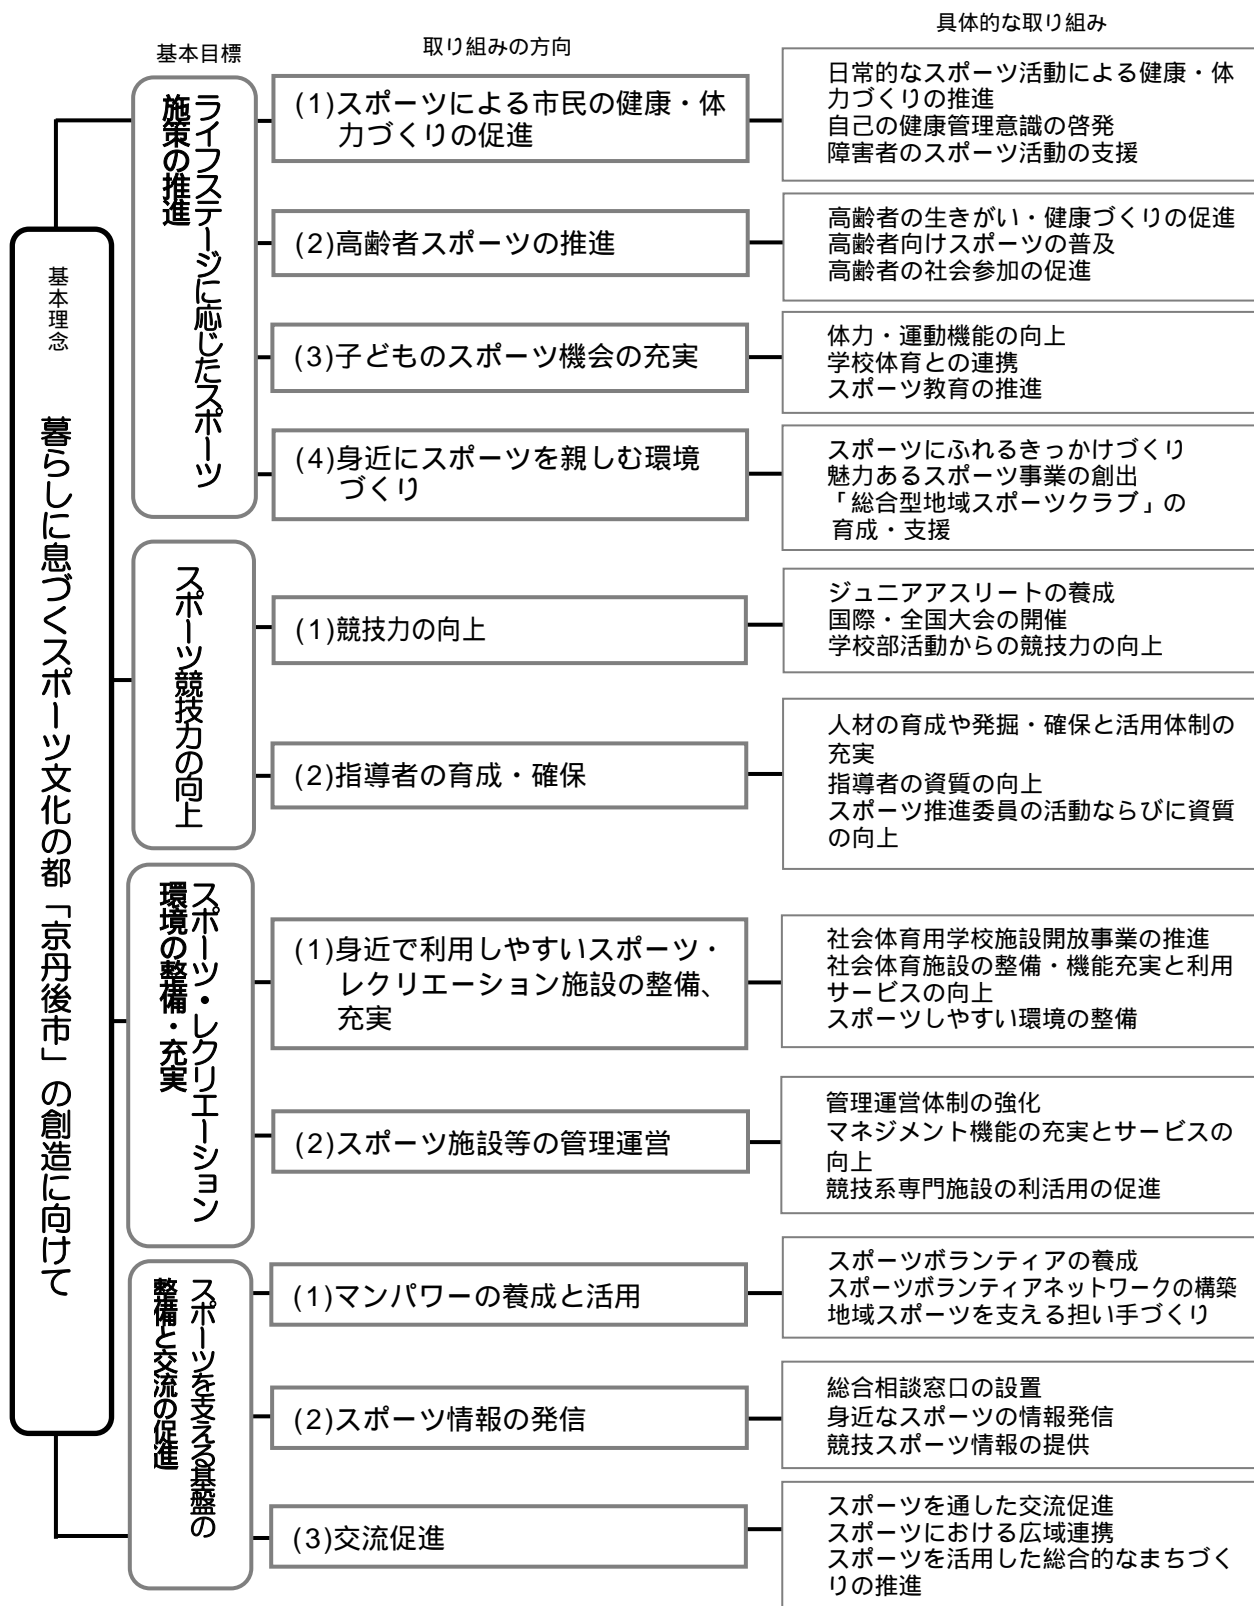 基本目標
取り組みの方向
具体的な取り組み
基本理念
暮らしに息づくスポーツ文化の都「京丹後市」の創造に向けて
ライフステージに応じたスポーツ
施策の推進
(1)スポーツによる市民の健康・体
力づくりの促進
日常的なスポーツ活動による健康・体
力づくりの推進
自己の健康管理意識の啓発
障害者のスポーツ活動の支援
(2)高齢者スポーツの推進
高齢者の生きがい・健康づくりの促進
高齢者向けスポーツの普及
高齢者の社会参加の促進
(3)子どものスポーツ機会の充実
体力・運動機能の向上
学校体育との連携
スポーツ教育の推進
(4)身近にスポーツを親しむ環境
づくり
スポーツにふれるきっかけづくり
魅力あるスポーツ事業の創出
「総合型地域スポーツクラブ」の
育成・支援
スポーツ競技力の向上
(1)競技力の向上
ジュニアアスリートの養成
国際・全国大会の開催
学校部活動からの競技力の向上
(2)指導者の育成・確保
人材の育成や発掘・確保と活用体制の
充実
指導者の資質の向上
スポーツ推進委員の活動ならびに資質
の向上
スポーツ・レクリエーション
環境の整備・充実
(1)身近で利用しやすいスポーツ・
レクリエーション施設の整備、
充実
社会体育用学校施設開放事業の推進
社会体育施設の整備・機能充実と利用
サービスの向上
スポーツしやすい環境の整備
(2)スポーツ施設等の管理運営
管理運営体制の強化
マネジメント機能の充実とサービスの
向上
競技系専門施設の利活用の促進
スポーツを支える基盤の
整備と交流の促進
(1)マンパワーの養成と活用
スポーツボランティアの養成
スポーツボランティアネットワークの構築
地域スポーツを支える担い手づくり
(2)スポーツ情報の発信
総合相談窓口の設置
身近なスポーツの情報発信
競技スポーツ情報の提供
(3)交流促進
スポーツを通した交流促進
スポーツにおける広域連携
スポーツを活用した総合的なまちづく
りの推進